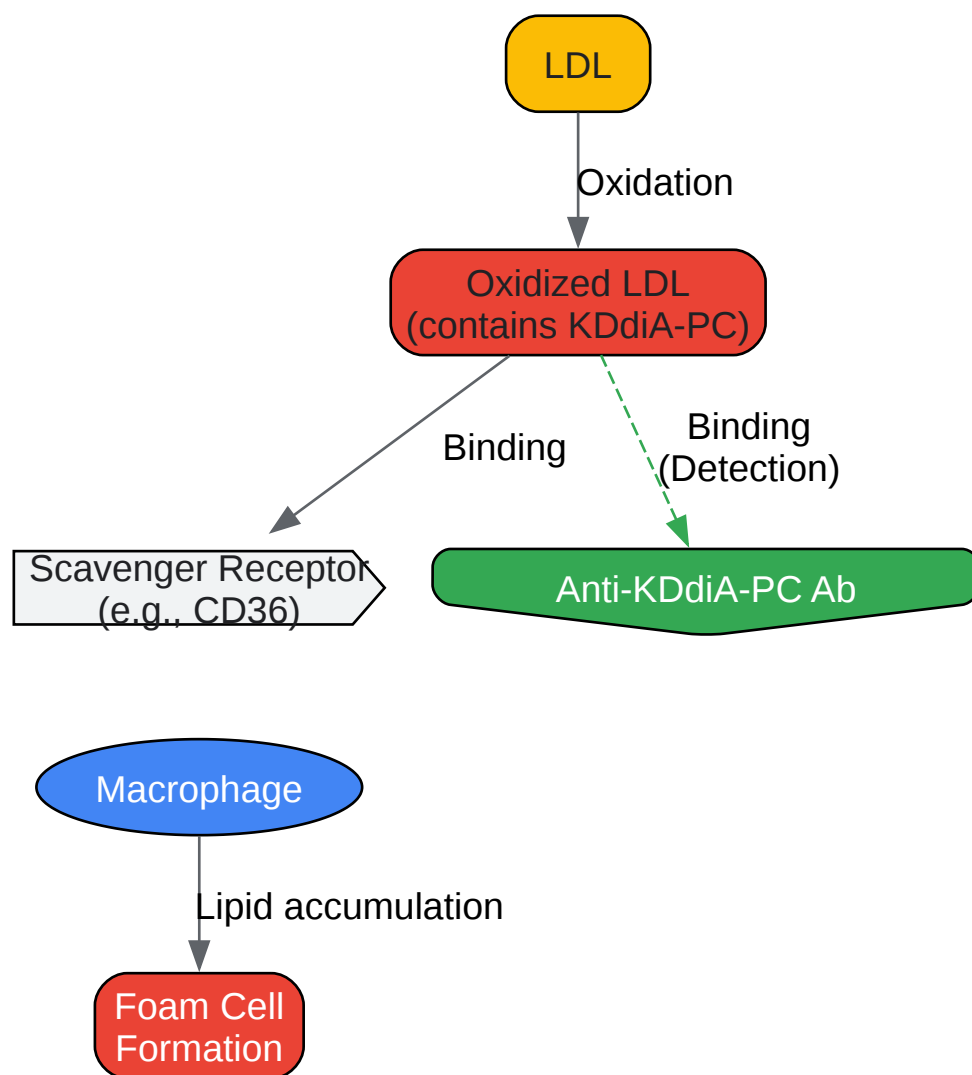 LDL
Oxidation
Oxidized LDL
(contains KDdiA-PC)
Binding
Binding
(Detection)
Scavenger Receptor
(e.g., CD36)
Anti-KDdiA-PC Ab
Macrophage
Lipid accumulation
Foam Cell
Formation